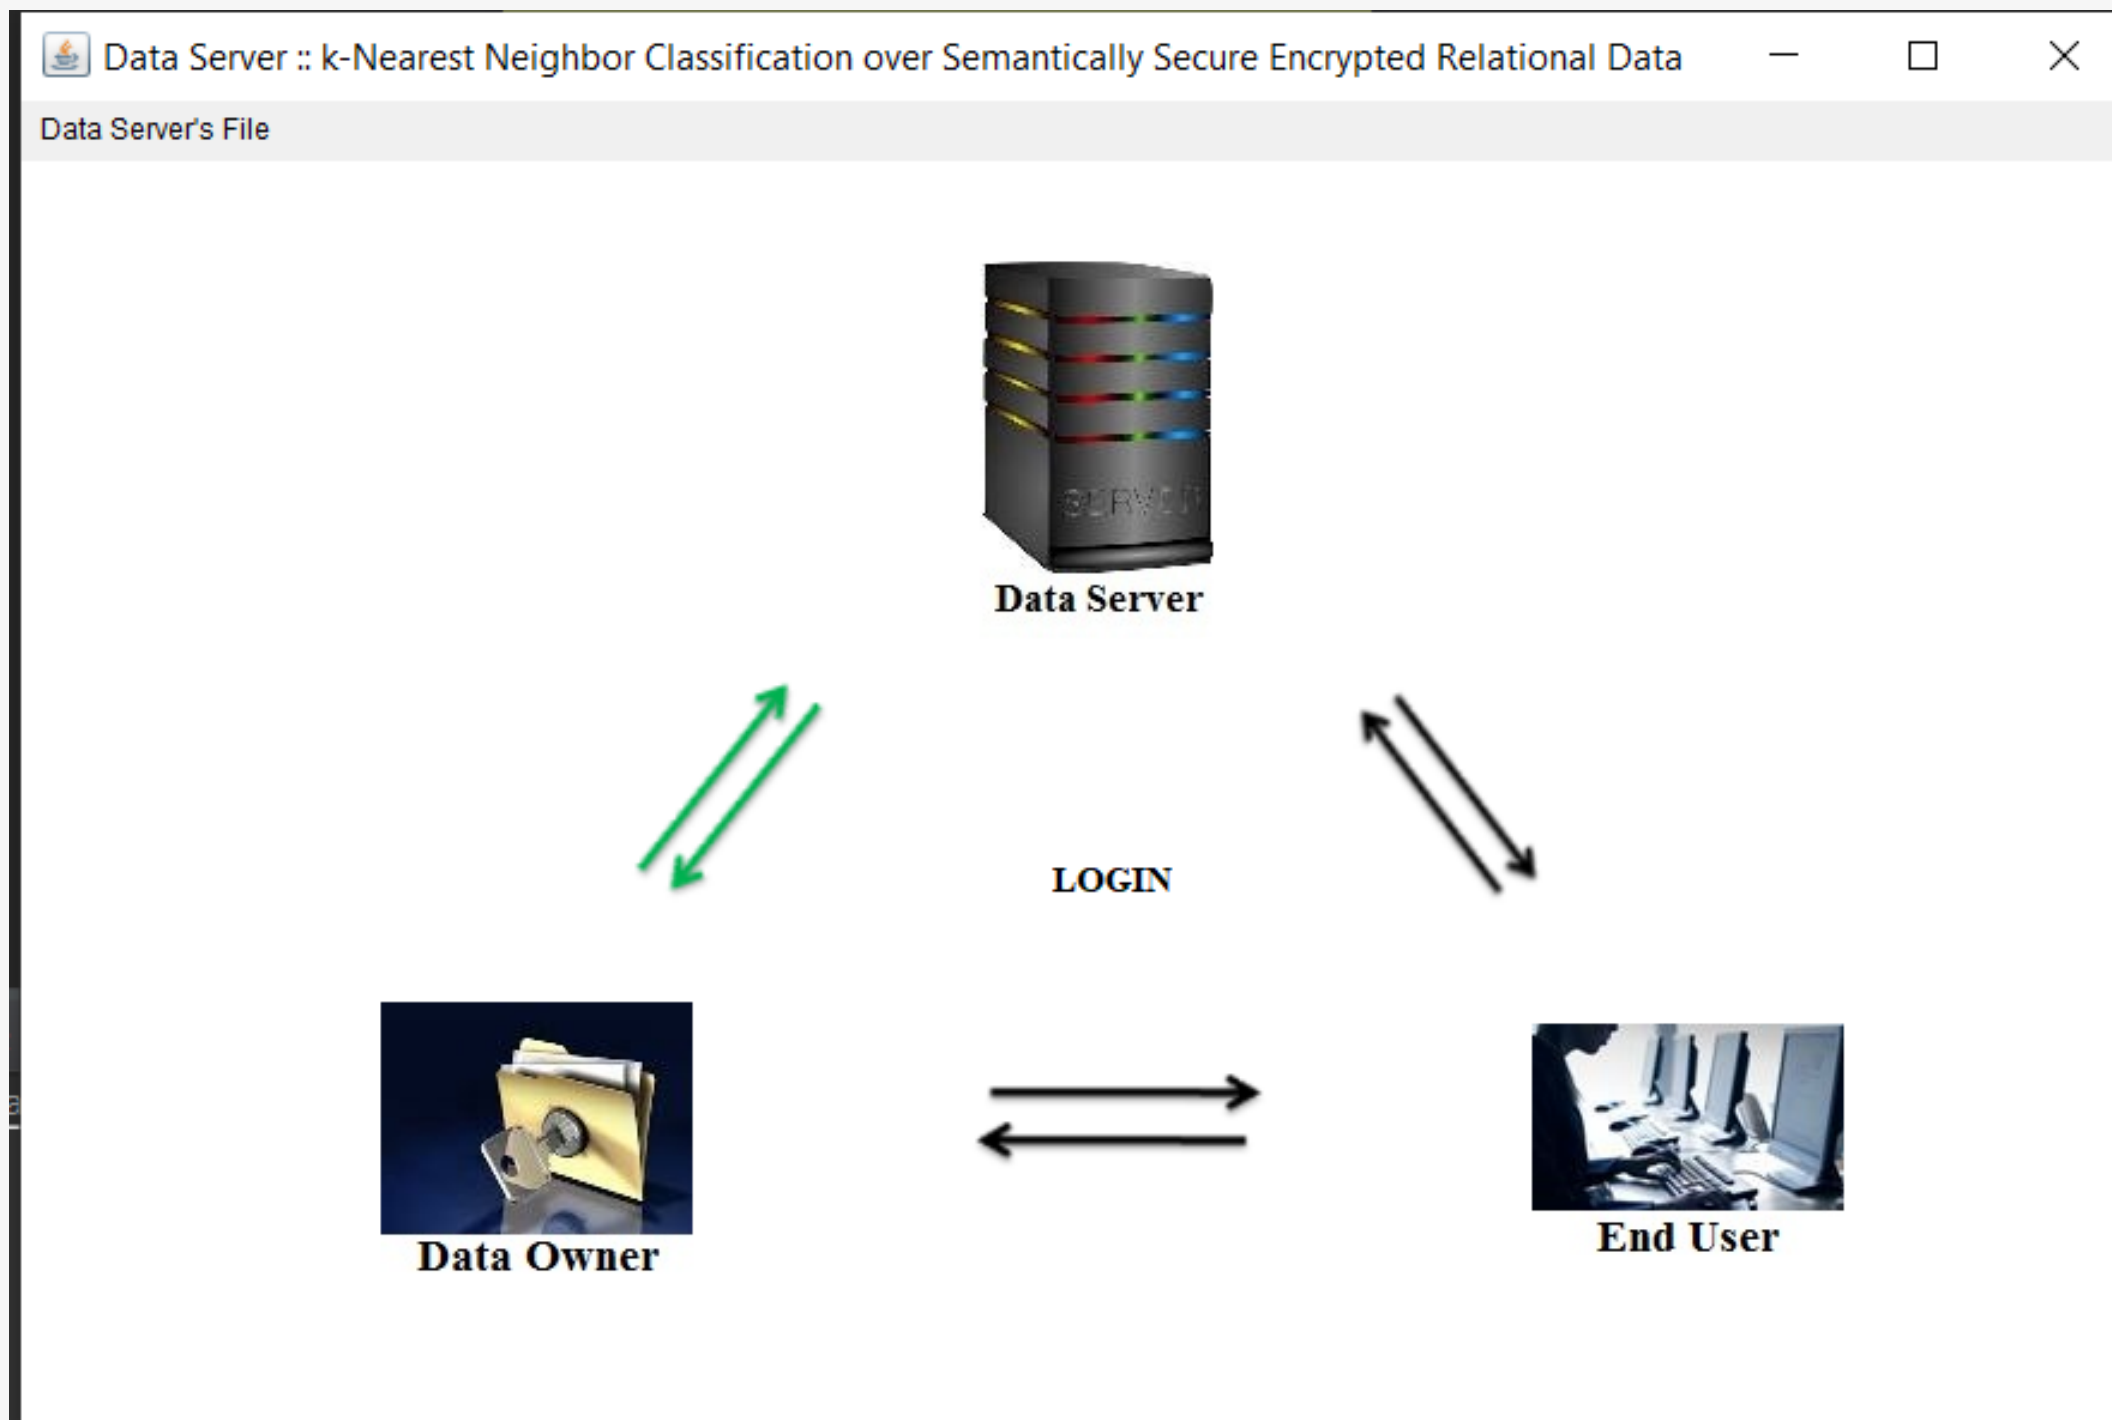 Data Server :: k-Nearest Neighbor Classification over Semantically Secure Encrypted Relational Data
Data Server's File
SERVER
Data Server
LOGIN
Data Owner
End User